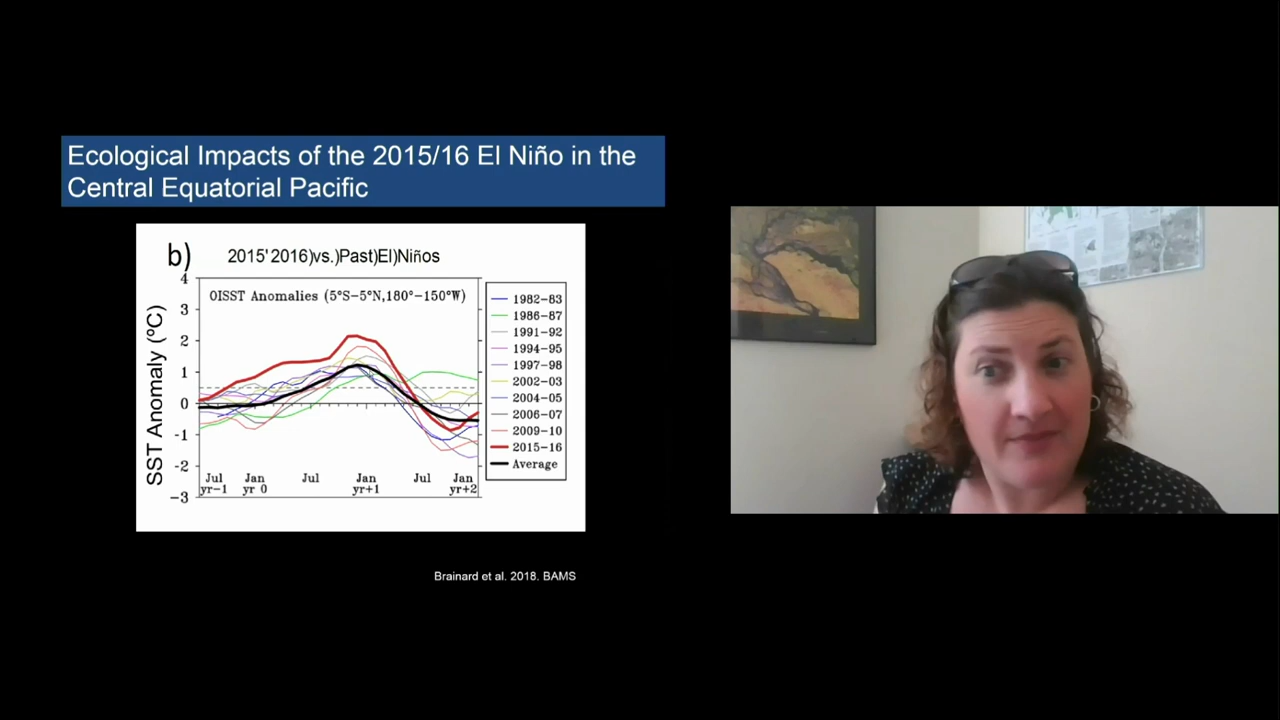 Ecological Impacts of the 2015/16 El Niño in the
Central Equatorial Pacific
b)
2015'2016)vs.)Past)El)Niños
OISST Anomalies (5°S–5°N,180°–150°W)
SST Anomaly (ºC)
4
3
2
1
0
-1
-2
-3
Jul
yr-1
Jan
yr 0
Jul
Jan
yr+1
Jul
Jan
yr+2
1982–83
1986–87
1991–92
1994–95
1997–98
2002–03
2004–05
2006–07
2009–10
2015–16
Average
Brainard et al. 2018. BAMS